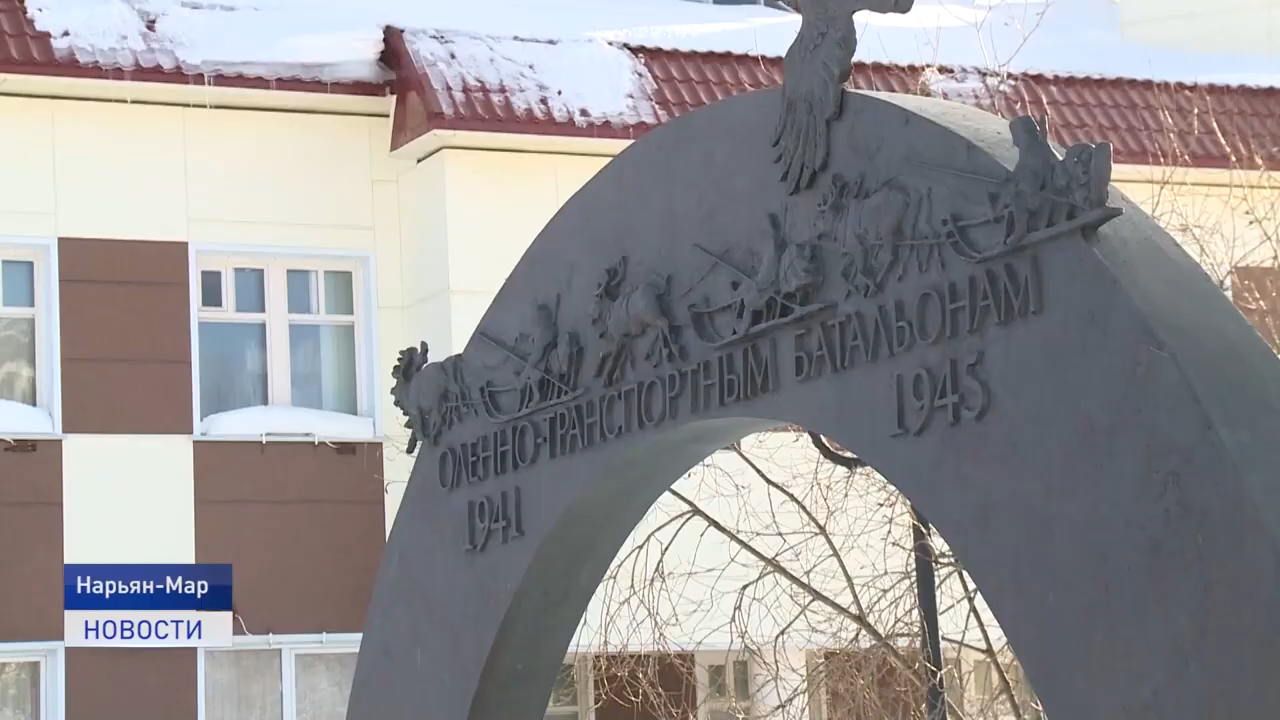 ОЛЕННО-ТРАНСПОРТНЫМ БАТАЛЬОНАМ
1941
1945
Нарьян-Мар
НОВОСТИ